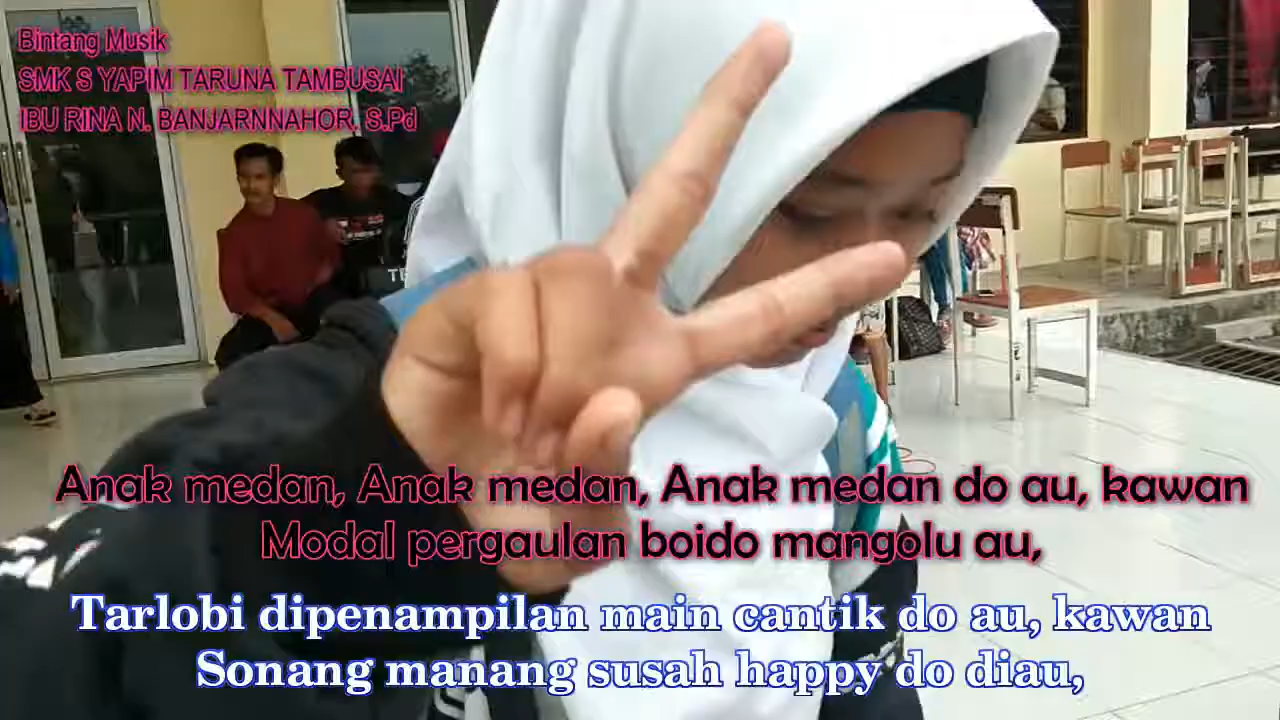 Bintang Musik
SMK S YAPIM TARUNA TAMBUSAI
IBU RINA N. BANJARNNAHOR. S.Pd
Anak medan, Anak medan, Anak medan do au, kawan
Modal pergaulan boido mangolu au,
Tarlobi dipenampilan main cantik do au, kawan
Sonang manang susah happy do diau,